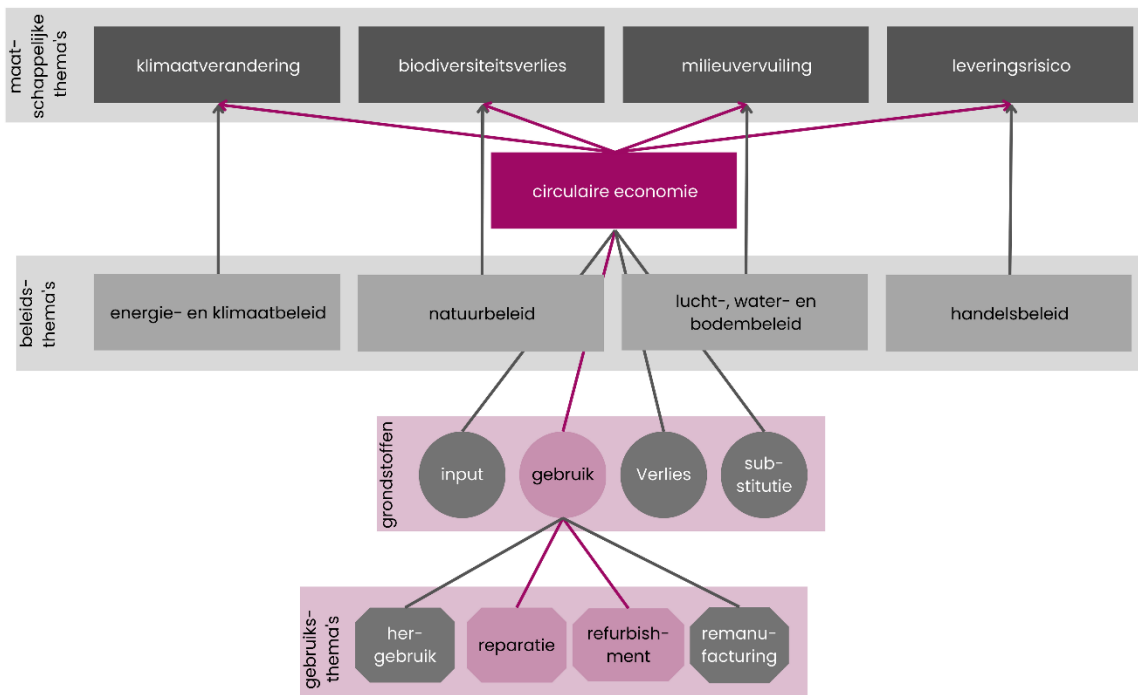 maat-
schappelijke
thema's
klimaatverandering
biodiversiteitsverlies
milieuvervuiling
leveringsrisico
circulaire economie
beleids-
thema's
energie- en klimaatbeleid
natuurbeleid
lucht-, water- en
bodembeleid
handelsbeleid
grondstoffen
input
gebruik
Verlies
sub-
stitutie
gebruiks-
thema's
her-
gebruik
reparatie
refurbish-
ment
remanu-
facturing